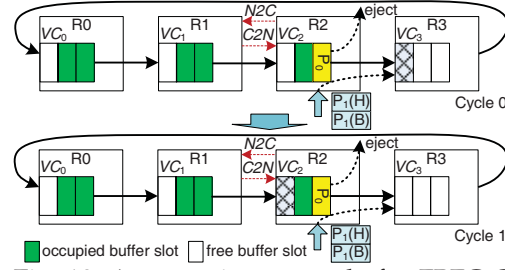 N2C
eject
R0
R1
R2
R3
VC0
VC1
C2N
VC2
P0
VC3
P1(H)
P1(B)
Cycle 0
N2C
eject
R0
R1
R2
R3
VC0
VC1
C2N
VC2
P0
VC3
P1(H)
P1(B)
Cycle 1
occupied buffer slot
free buffer slot